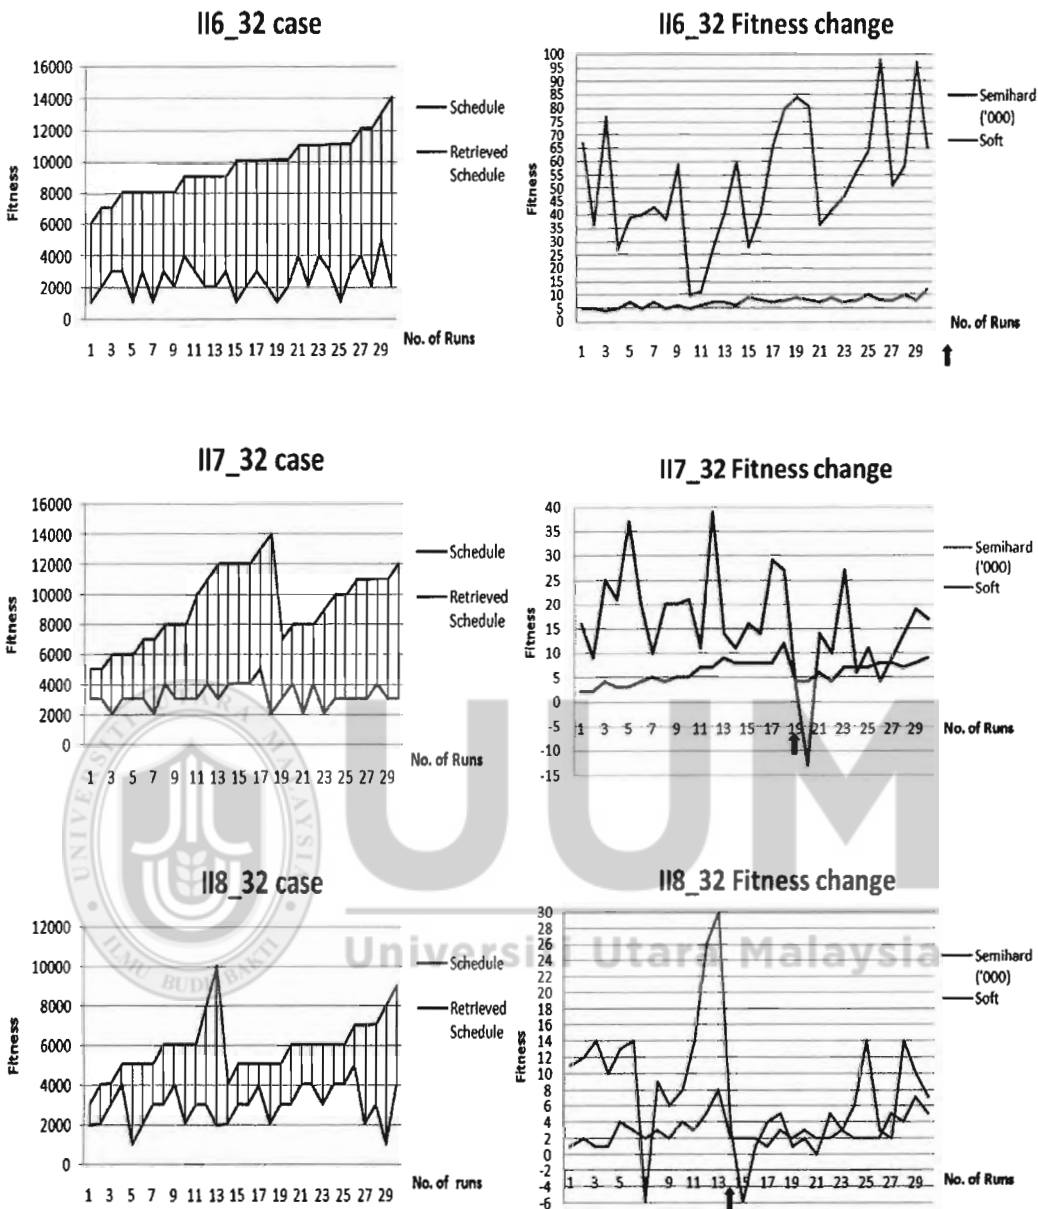 II6_32 case
16000
14000
12000
10000
8000
6000
4000
2000
0
Fitness
Schedule
Retrieved
Schedule
No. of Runs
1 3 5 7 9 11 13 15 17 19 21 23 25 27 29
II6_32 Fitness change
100
95
90
85
80
75
70
65
60
55
50
45
40
35
30
25
20
15
10
5
0
Fitness
Semihard
('000)
Soft
No. of Runs
1 3 5 7 9 11 13 15 17 19 21 23 25 27 29
II7_32 case
16000
14000
12000
10000
8000
6000
4000
2000
0
Fitness
Schedule
Retrieved
Schedule
No. of Runs
1 3 5 7 9 11 13 15 17 19 21 23 25 27 29
II7_32 Fitness change
40
35
30
25
20
15
10
5
0
-5
-10
-15
Fitness
Semihard
('000)
Soft
1 3 5 7 9 11 13 15 17 19 21 23 25 27 29
No. of Runs
UNIVERSITI UTARA MALAYSIA
ILMU BUDI BAKTI
UUM
Universiti Utara Malaysia
II8_32 case
12000
10000
8000
6000
4000
2000
0
Fitness
Schedule
Retrieved
Schedule
No. of runs
1 3 5 7 9 11 13 15 17 19 21 23 25 27 29
II8_32 Fitness change
30
28
26
24
22
20
18
16
14
12
10
8
6
4
2
0
-2
-4
-6
Fitness
Semihard
('000)
Soft
1 3 5 7 9 11 13 15 17 19 21 23 25 27 29
No. of Runs